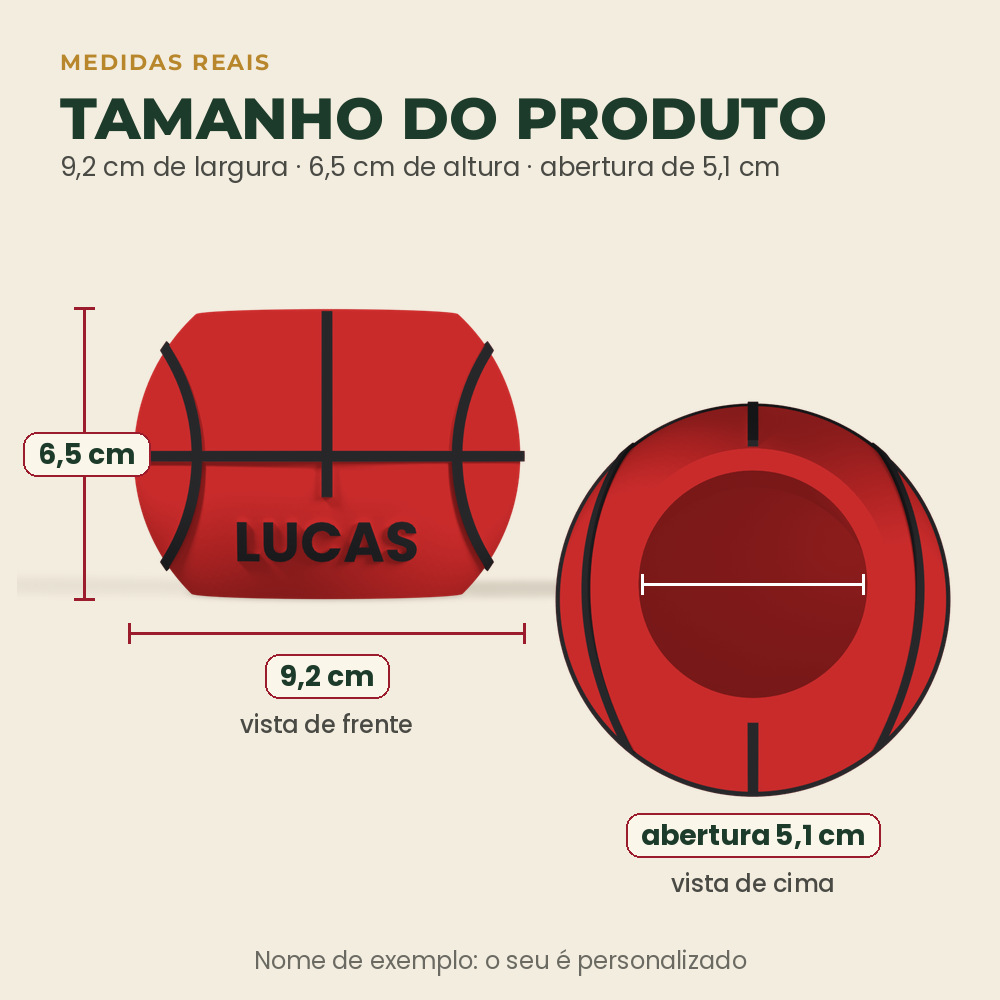 MEDIDAS REAIS
TAMANHO DO PRODUTO
9,2 cm de largura · 6,5 cm de altura · abertura de 5,1 cm
6,5 cm
LUCAS
9,2 cm
vista de frente
abertura 5,1 cm
vista de cima
Nome de exemplo: o seu é personalizado